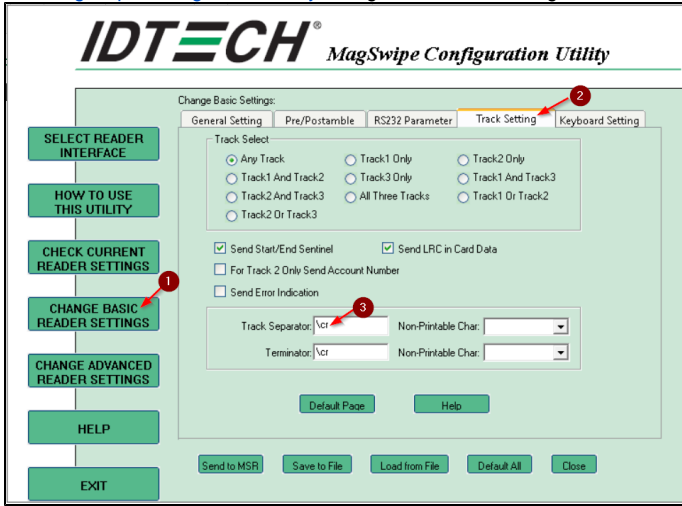 IDTECH®
MagSwipe Configuration Utility
Change Basic Settings:
2
General Setting Pre/Postamble RS232 Parameter Track Setting Keyboard Setting
SELECT READER
INTERFACE
HOW TO USE
THIS UTILITY
CHECK CURRENT
READER SETTINGS
1
CHANGE BASIC
READER SETTINGS
CHANGE ADVANCED
READER SETTINGS
HELP
EXIT
Track Select
Any Track Track1 Only Track2 Only
Track1 And Track2 Track3 Only Track1 And Track3
Track2 And Track3 All Three Tracks Track1 Or Track2
Track2 Or Track3
Send Start/End Sentinel Send LRC in Card Data
For Track 2 Only Send Account Number
Send Error Indication
3
Track Separator: \cr Non-Printable Char:
Terminator: \cr Non-Printable Char:
Default Page Help
Send to MSR Save to File Load from File Default All Close